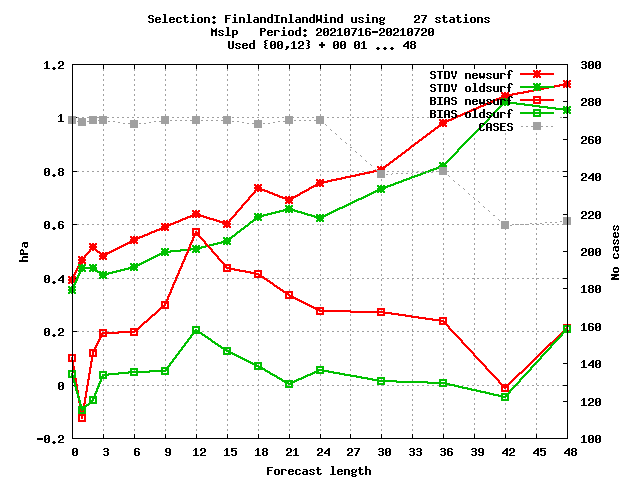 Selection: FinlandInlandWind using    27 stations
Mslp   Period: 20210716-20210720
Used {00,12} + 00 01 ... 48
hPa
1.2
1
0.8
0.6
0.4
0.2
0
-0.2
STDV newsurf
STDV oldsurf
BIAS newsurf
BIAS oldsurf
CASES
300
280
260
240
220
200
180
160
140
120
100
No cases
0 3 6 9 12 15 18 21 24 27 30 33 36 39 42 45 48
Forecast length